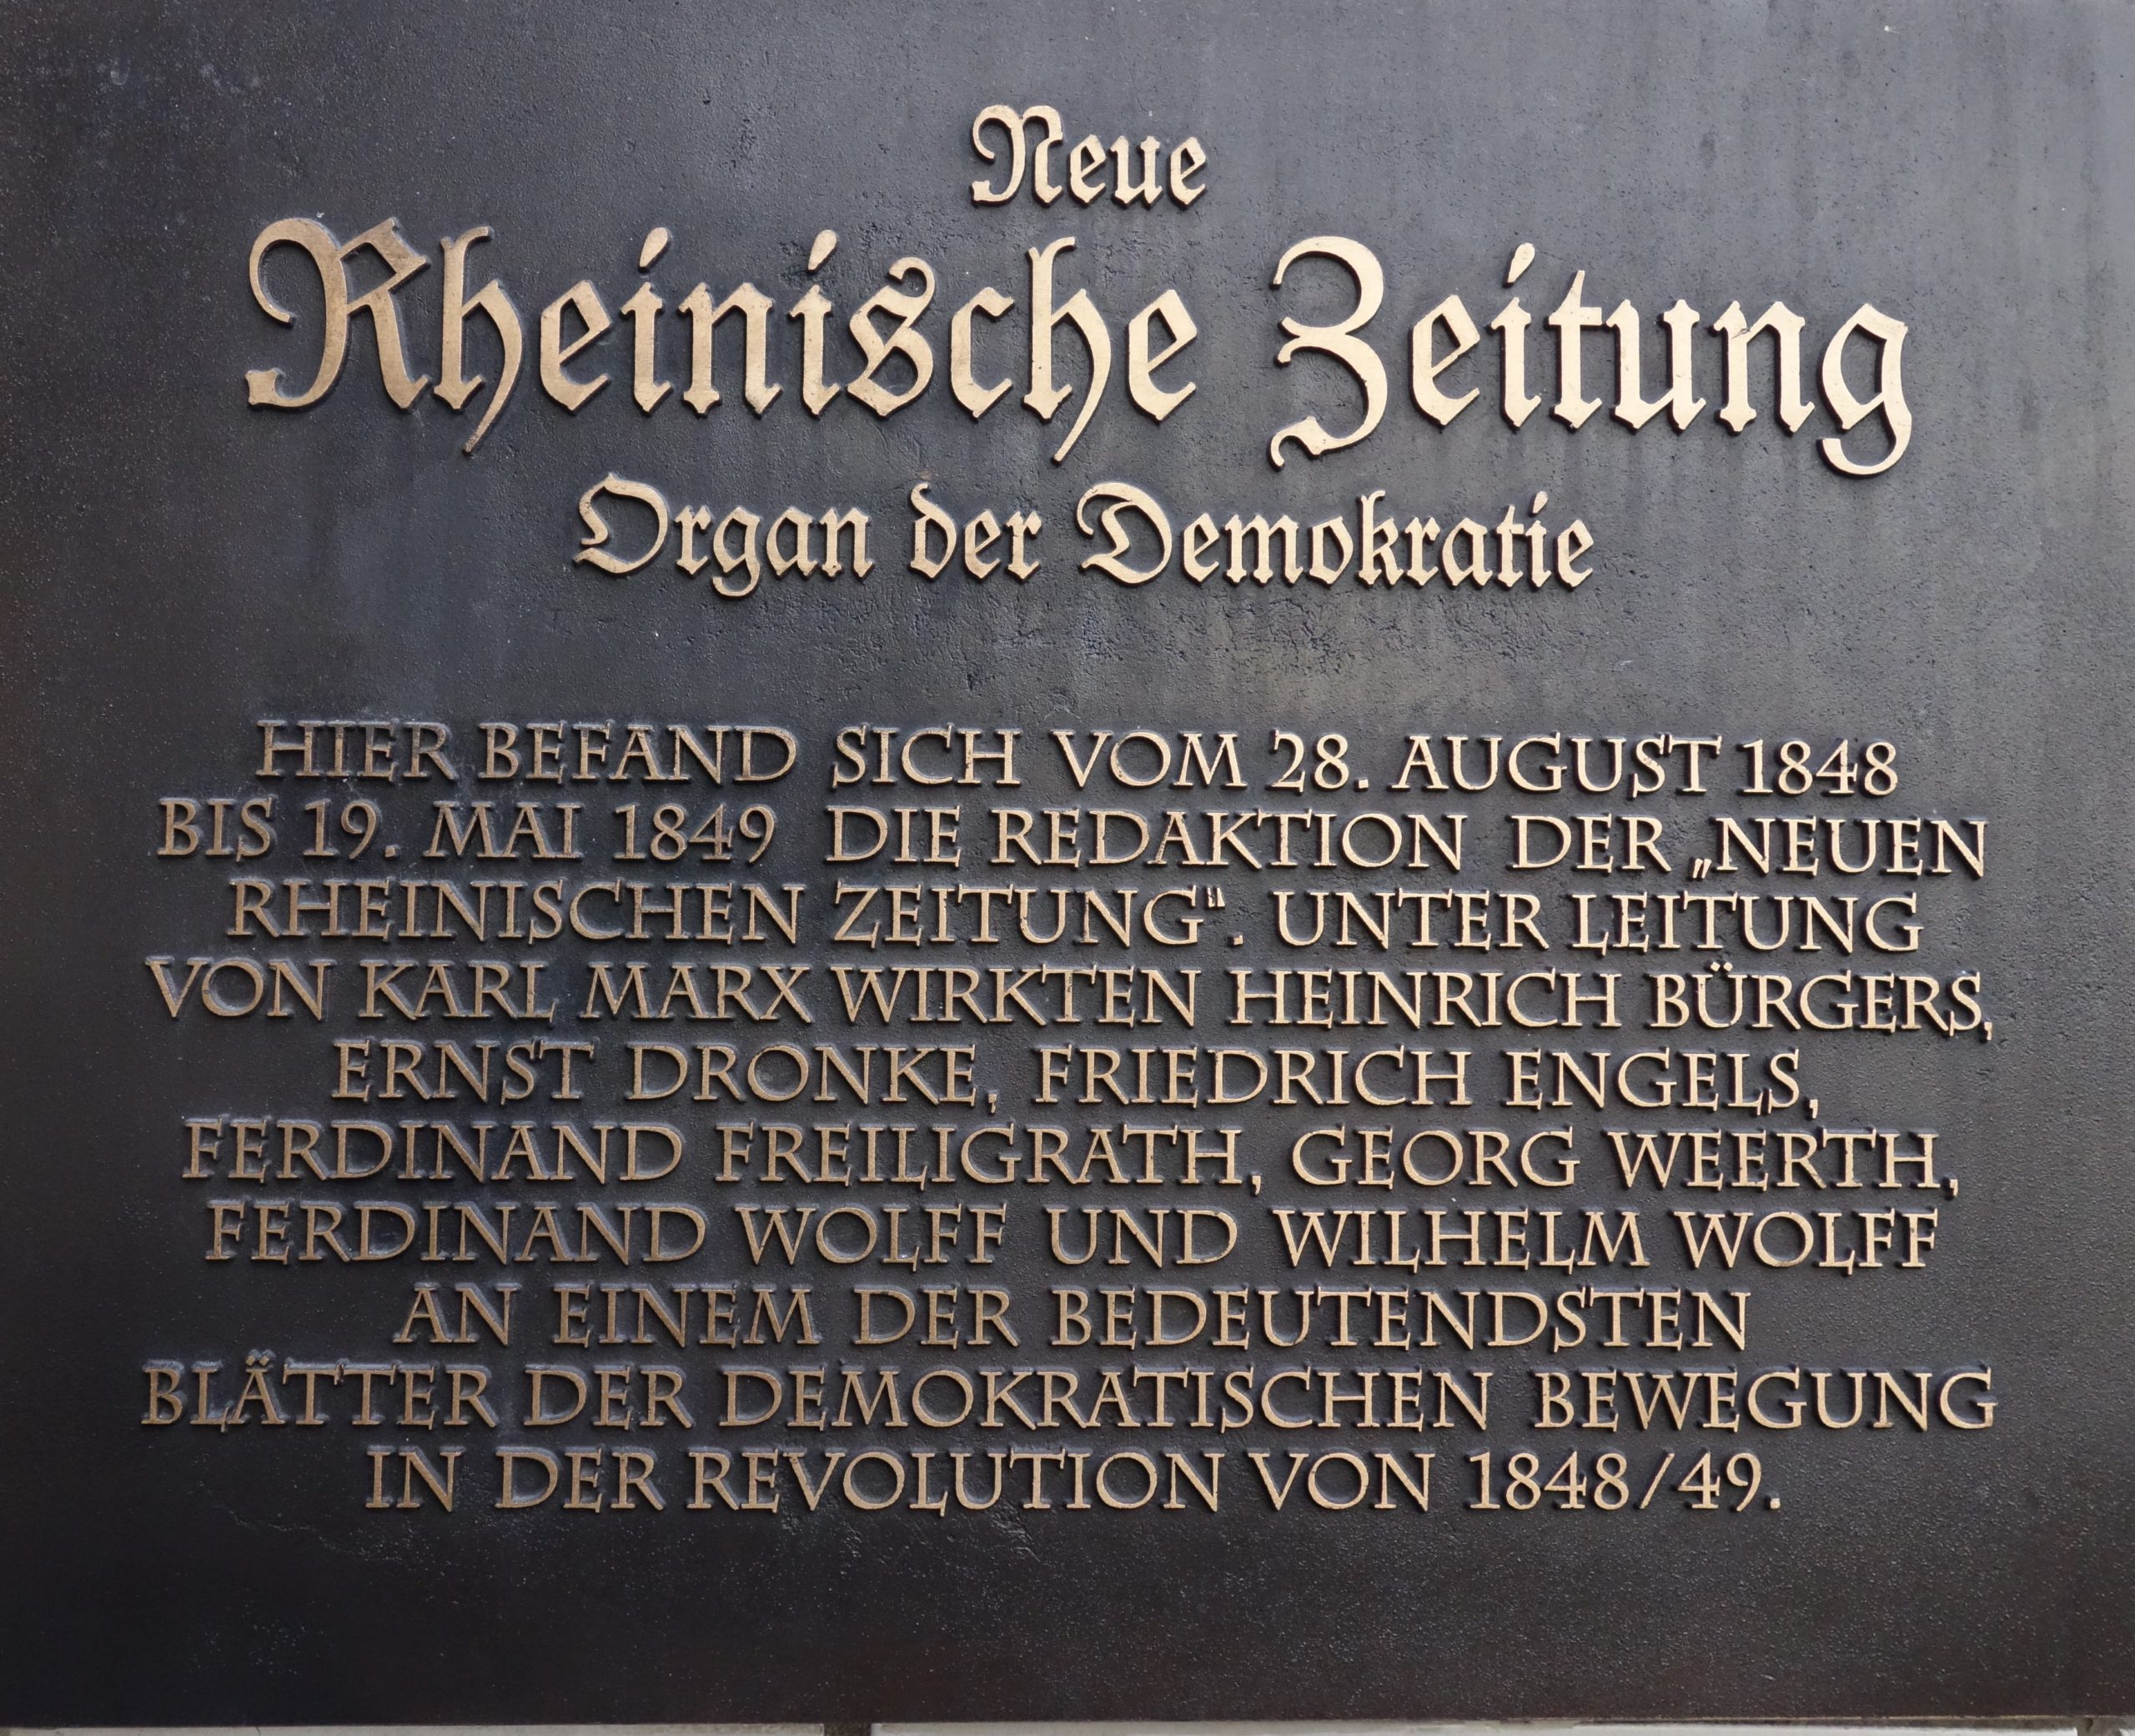 Neue
Rheinische Zeitung
Organ der Demokratie
HIER BEFAND SICH VOM 28. AUGUST 1848
BIS 19. MAI 1849 DIE REDAKTION DER „NEUEN
RHEINISCHEN ZEITUNG“. UNTER LEITUNG
VON KARL MARX WIRKTEN HEINRICH BÜRGERS,
ERNST DRONKE, FRIEDRICH ENGELS,
FERDINAND FREILIGRATH, GEORG WEERTH,
FERDINAND WOLFF UND WILHELM WOLFF
AN EINEM DER BEDEUTENDSTEN
BLÄTTER DER DEMOKRATISCHEN BEWEGUNG
IN DER REVOLUTION VON 1848/49.